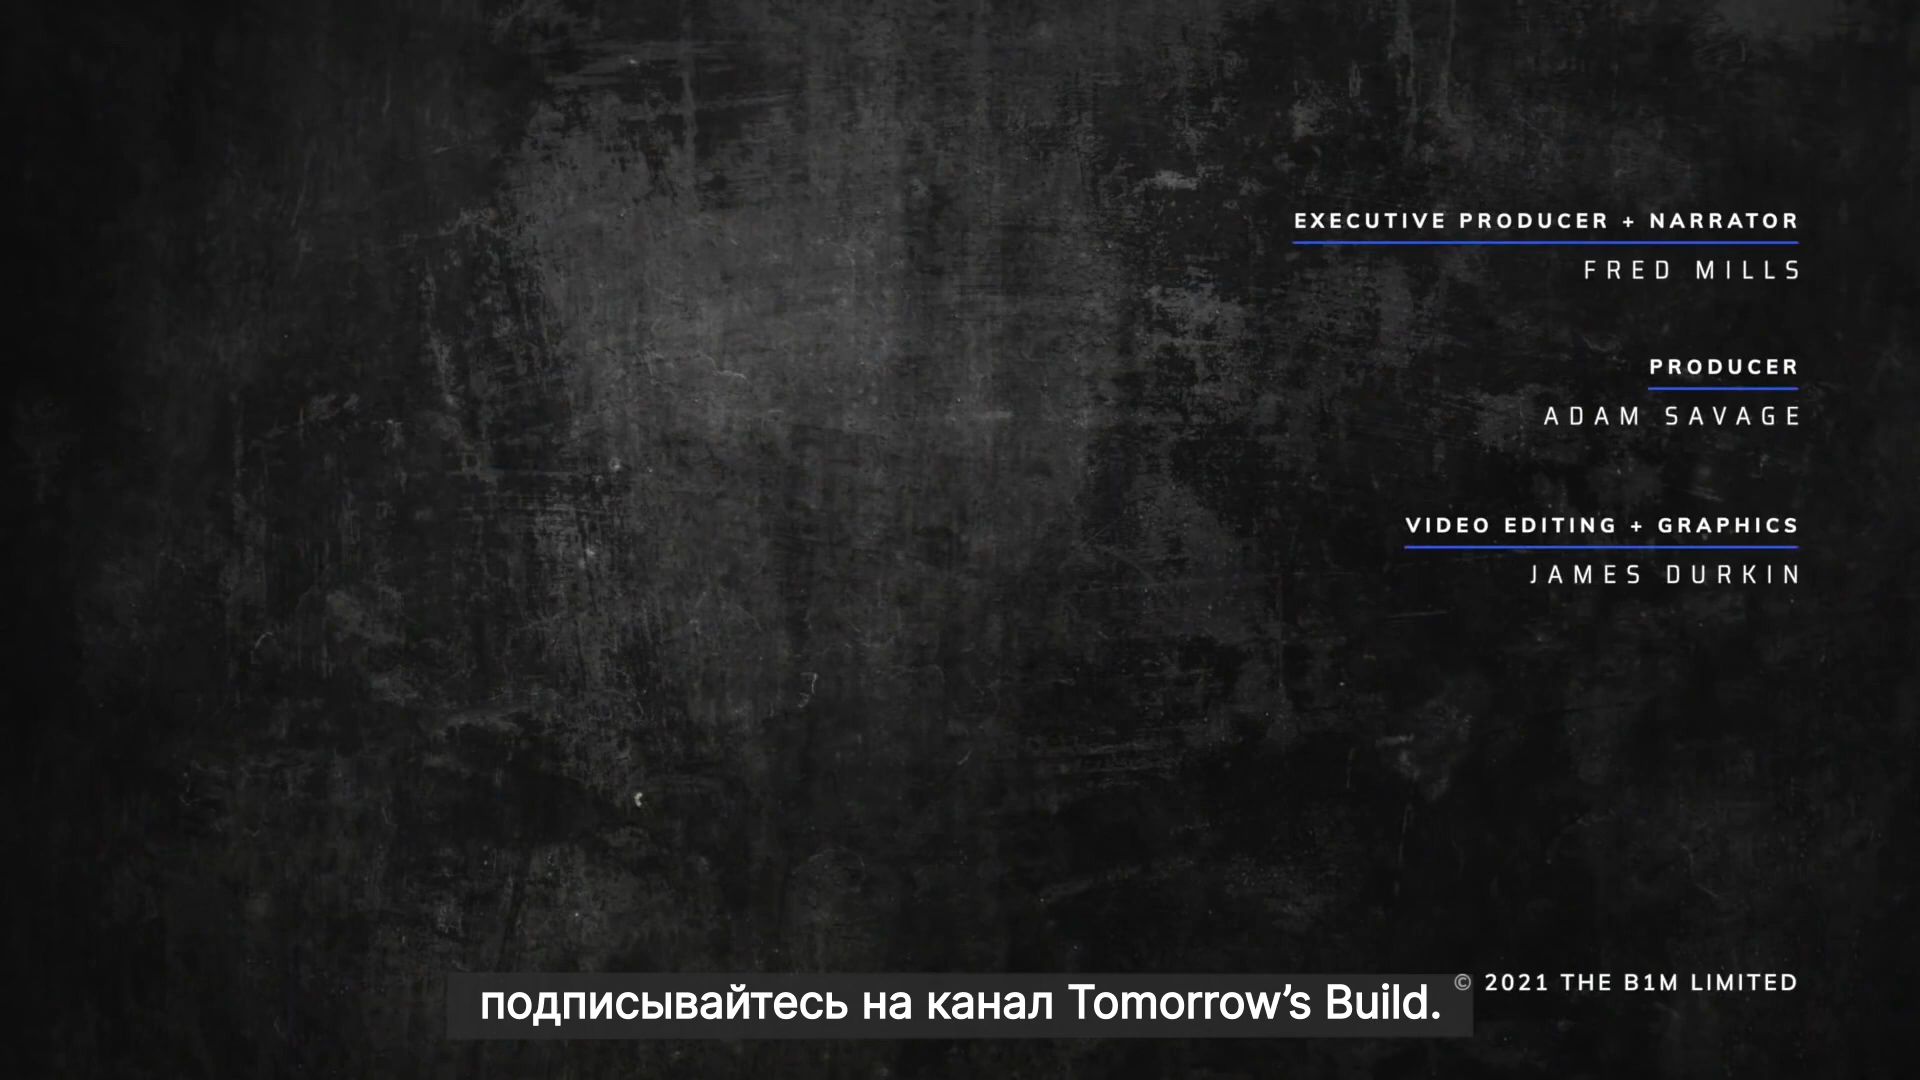 EXECUTIVE PRODUCER + NARRATOR
FRED MILLS
PRODUCER
ADAM SAVAGE
VIDEO EDITING + GRAPHICS
JAMES DURKIN
© 2021 THE B1M LIMITED
подписывайтесь на канал Tomorrow’s Build.